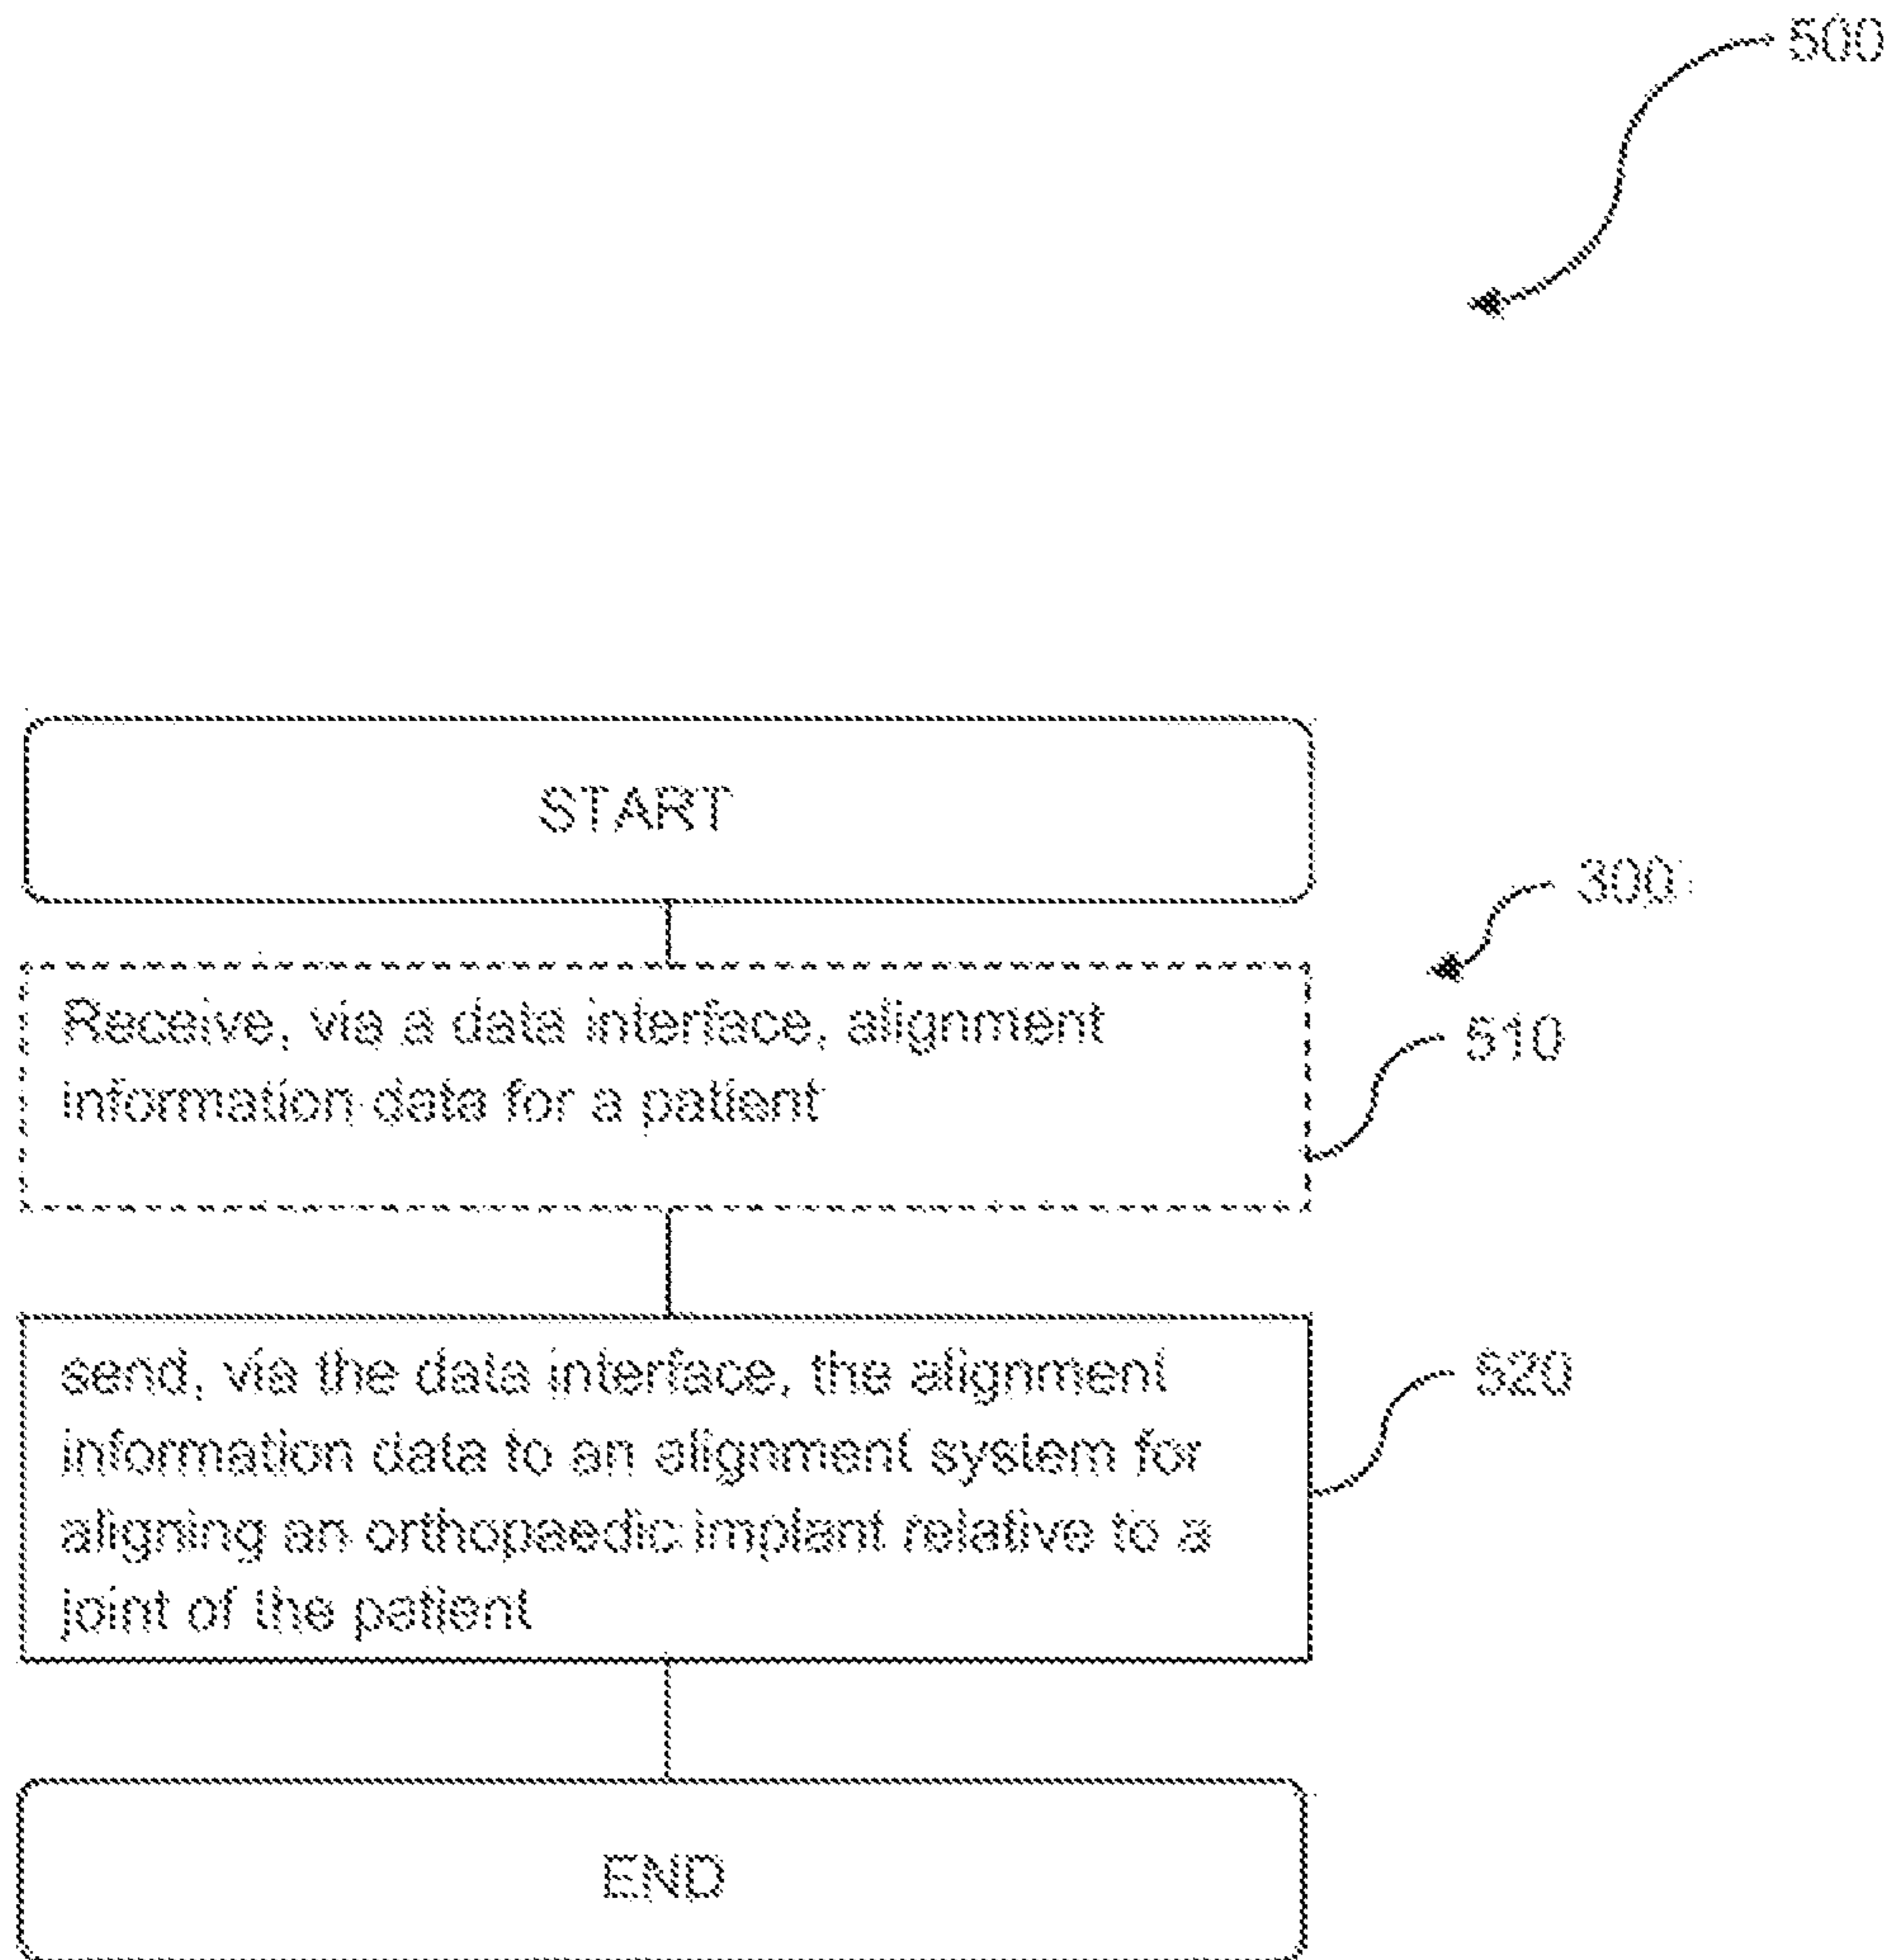 500
START
300
Receive, via a data interface, alignment
information data for a patient
510
send, via the data interface, the alignment
information data to an alignment system for
aligning an orthopaedic implant relative to a
joint of the patient
520
END